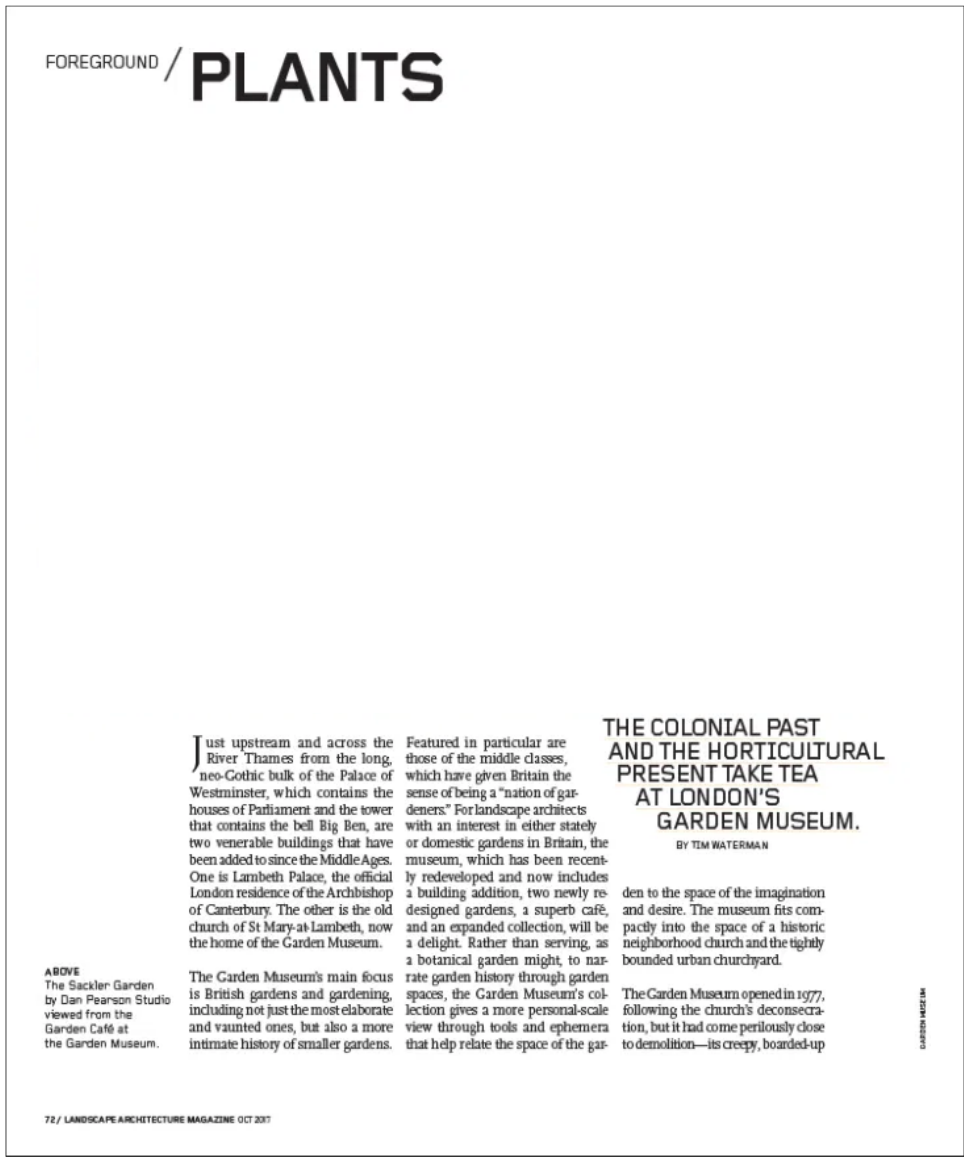 FOREGROUND / PLANTS
THE COLONIAL PAST
AND THE HORTICULTURAL
PRESENT TAKE TEA
AT LONDON'S
GARDEN MUSEUM.
BY TIM WATERMAN
Just upstream and across the
River Thames from the long,
neo-Gothic bulk of the Palace of
Westminster, which contains the
houses of Parliament and the tower
that contains the bell Big Ben, are
two venerable buildings that have
been added to since the Middle Ages.
One is Lambeth Palace, the official
London residence of the Archbishop
of Canterbury. The other is the old
church of St Mary-at-Lambeth, now
the home of the Garden Museum.
The Garden Museum's main focus
is British gardens and gardening,
including not just the most elaborate
and vaunted ones, but also a more
intimate history of smaller gardens.
Featured in particular are
those of the middle classes,
which have given Britain the
sense of being a "nation of gar-
deners." For landscape architects
with an interest in either stately
or domestic gardens in Britain, the
museum, which has been recent-
ly redeveloped and now includes
a building addition, two newly re-
designed gardens, a superb café,
and an expanded collection, will be
a delight. Rather than serving, as
a botanical garden might, to nar-
rate garden history through garden
spaces, the Garden Museum's col-
lection gives a more personal-scale
view through tools and ephemera
that help relate the space of the gar-
den to the space of the imagination
and desire. The museum fits com-
pactly into the space of a historic
neighborhood church and the tightly
bounded urban churchyard.
The Garden Museum opened in 1977,
following the church's deconsecra-
tion, but it had come perilously close
to demolition—its creepy, boarded-up
ABOVE
The Sackler Garden
by Dan Pearson Studio
viewed from the
Garden Café at
the Garden Museum.
GARDEN MUSEUM
72 / LANDSCAPE ARCHITECTURE MAGAZINE OCT 2017